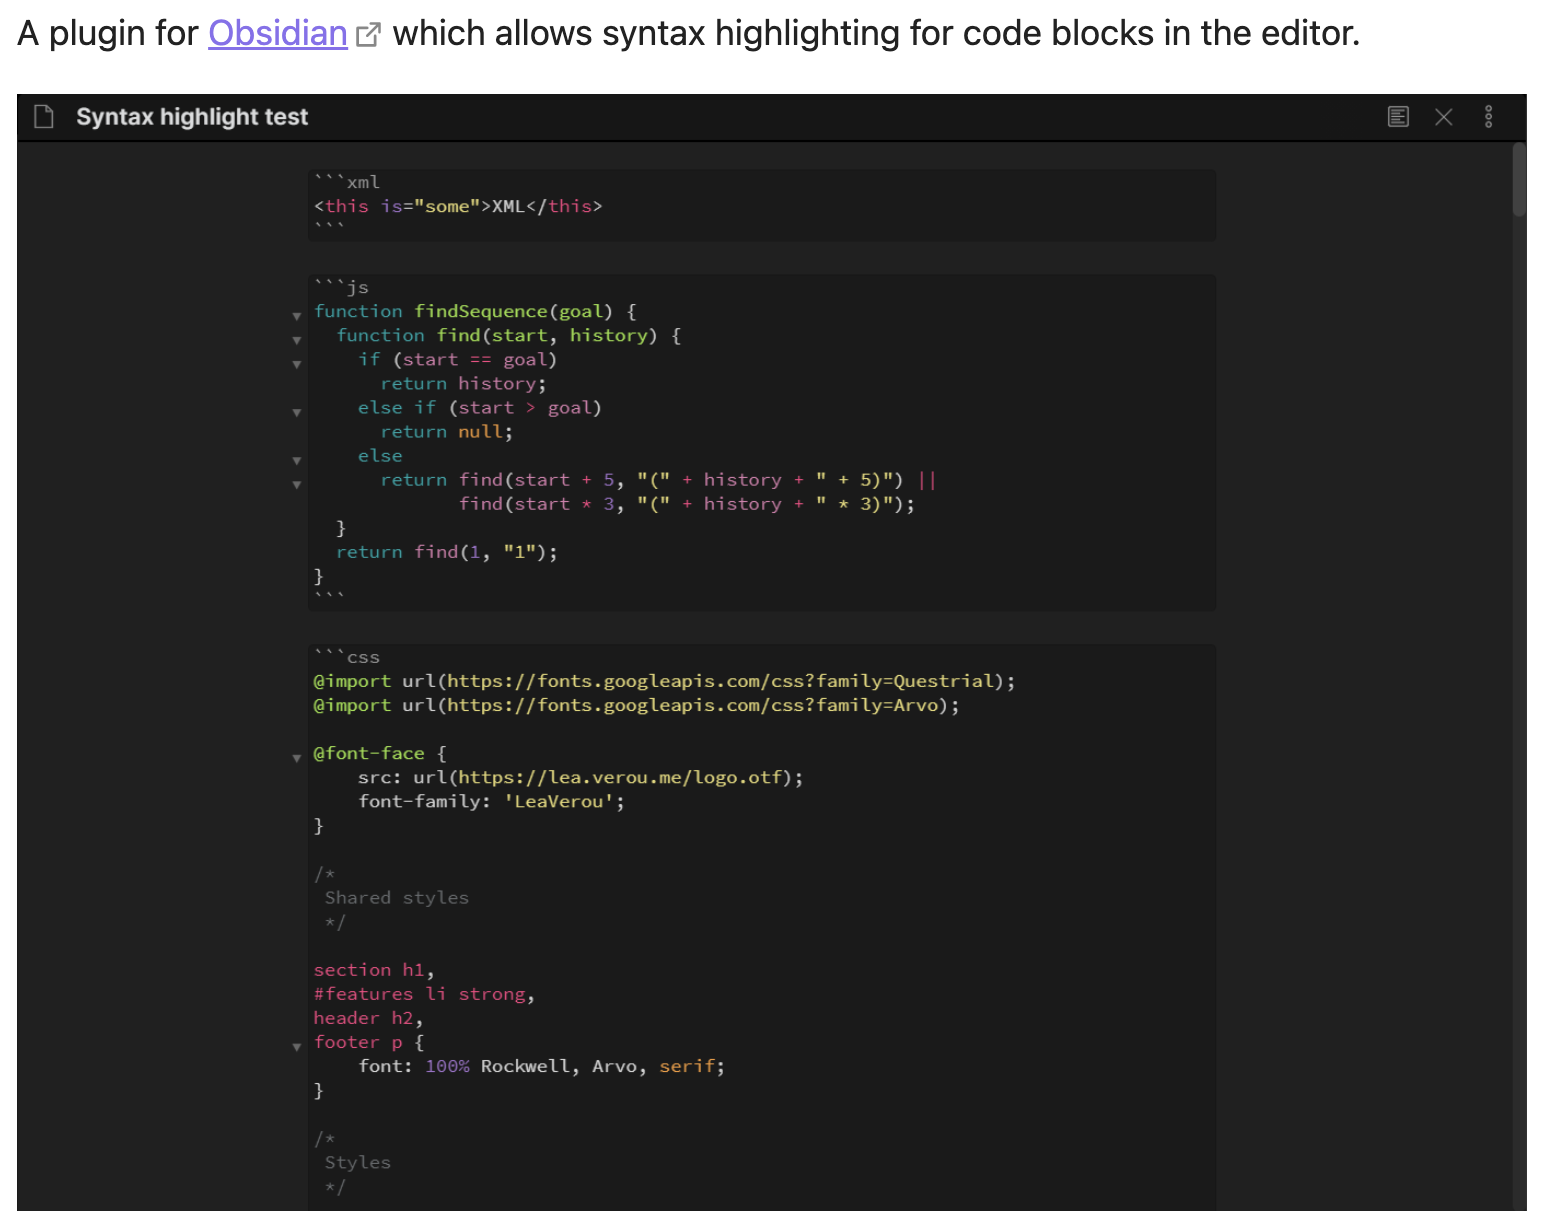 A plugin for Obsidian which allows syntax highlighting for code blocks in the editor.
Syntax highlight test
```xml
<this is="some">XML</this>
```
```js
function findSequence(goal) {
  function find(start, history) {
    if (start == goal)
      return history;
    else if (start > goal)
      return null;
    else
      return find(start + 5, "(" + history + " + 5)") ||
             find(start * 3, "(" + history + " * 3)");
  }
  return find(1, "1");
}
```
```css
@import url(https://fonts.googleapis.com/css?family=Questrial);
@import url(https://fonts.googleapis.com/css?family=Arvo);
@font-face {
    src: url(https://lea.verou.me/logo.otf);
    font-family: 'LeaVerou';
}
/*
 Shared styles
 */
section h1,
#features li strong,
header h2,
footer p {
    font: 100% Rockwell, Arvo, serif;
}
/*
 Styles
 */